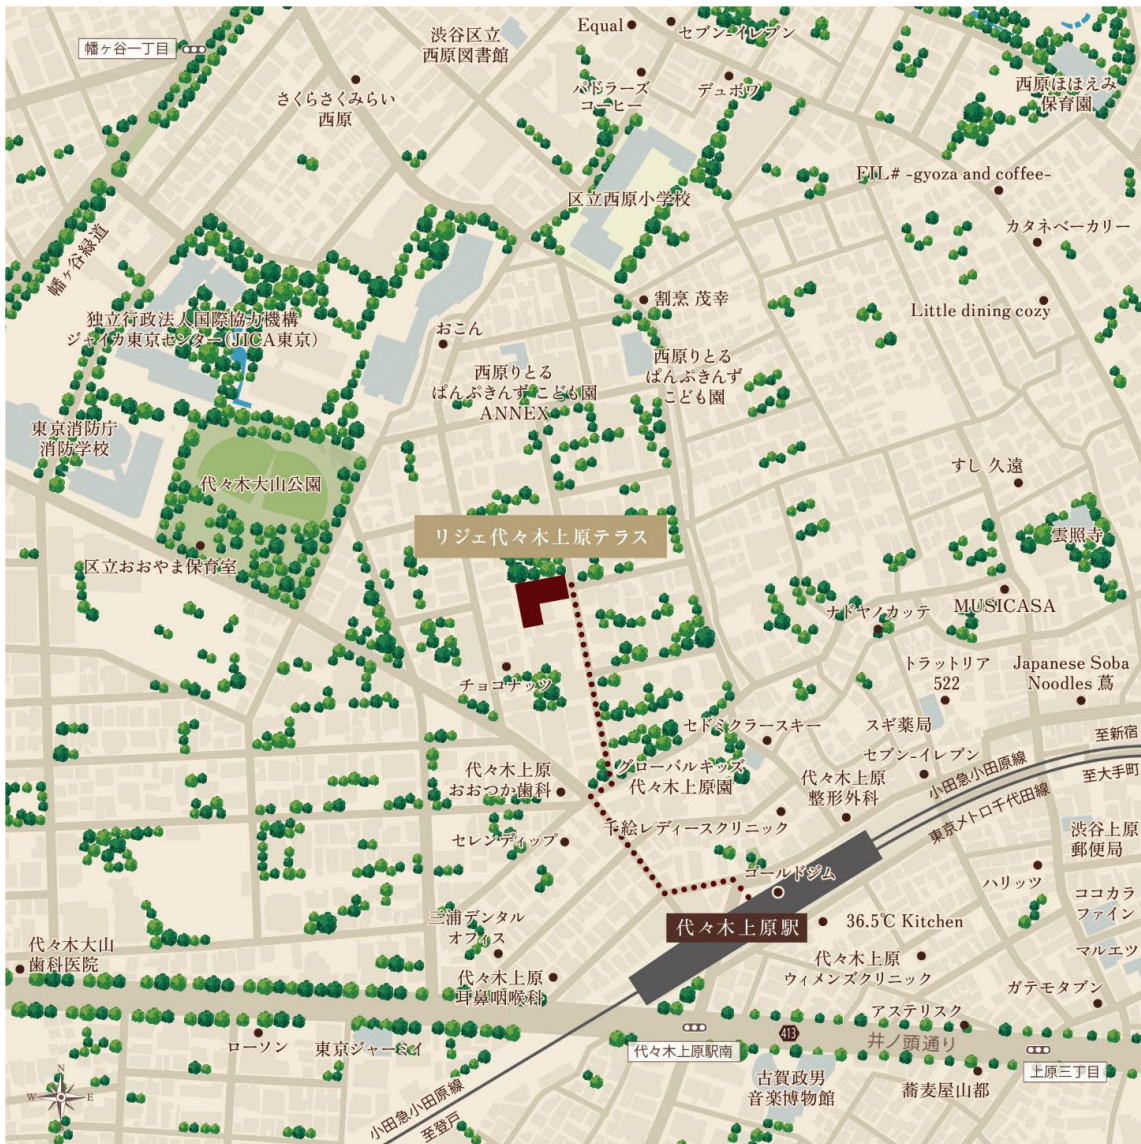 幡ヶ谷一丁目
渋谷区立
西原図書館
Equal
セブン-イレブン
さくらさくみらい
西原
パドラーズ
コーヒー
デュボワ
西原ほほえみ
保育園
FIL# -gyoza and coffee-
区立西原小学校
カタネベーカリー
幡ヶ谷緑道
割烹 茂幸
Little dining cozy
独立行政法人国際協力機構
ジャイカ東京センター(JICA東京)
おこん
西原りとる
ぱんぷきんず こども園
ANNEX
西原りとる
ぱんぷきんず
こども園
東京消防庁
消防学校
代々木大山公園
すし 久遠
リジェ代々木上原テラス
雲照寺
区立おおやま保育室
ナドヤノカッテ
MUSICASA
チョコナッツ
トラットリア
522
Japanese Soba
Noodles 蔦
セドミクラースキー
スギ薬局
セブン-イレブン
小田急小田原線
至新宿
東京メトロ千代田線
至大手町
代々木上原
おおつか歯科
グローバルキッズ
代々木上原園
代々木上原
整形外科
千絵レディースクリニック
セレンディップ
渋谷上原
郵便局
ゴールドジム
ハリッツ
ココカラ
ファイン
三浦デンタル
オフィス
代々木上原駅
36.5℃ Kitchen
代々木大山
歯科医院
代々木上原
耳鼻咽喉科
代々木上原
ウィメンズクリニック
マルエツ
ガテモタブン
アステリスク
ローソン
東京ジャーミイ
代々木上原駅南
413
井ノ頭通り
上原三丁目
古賀政男
音楽博物館
蕎麦屋山都
小田急小田原線
至登戸
N
W
E
S